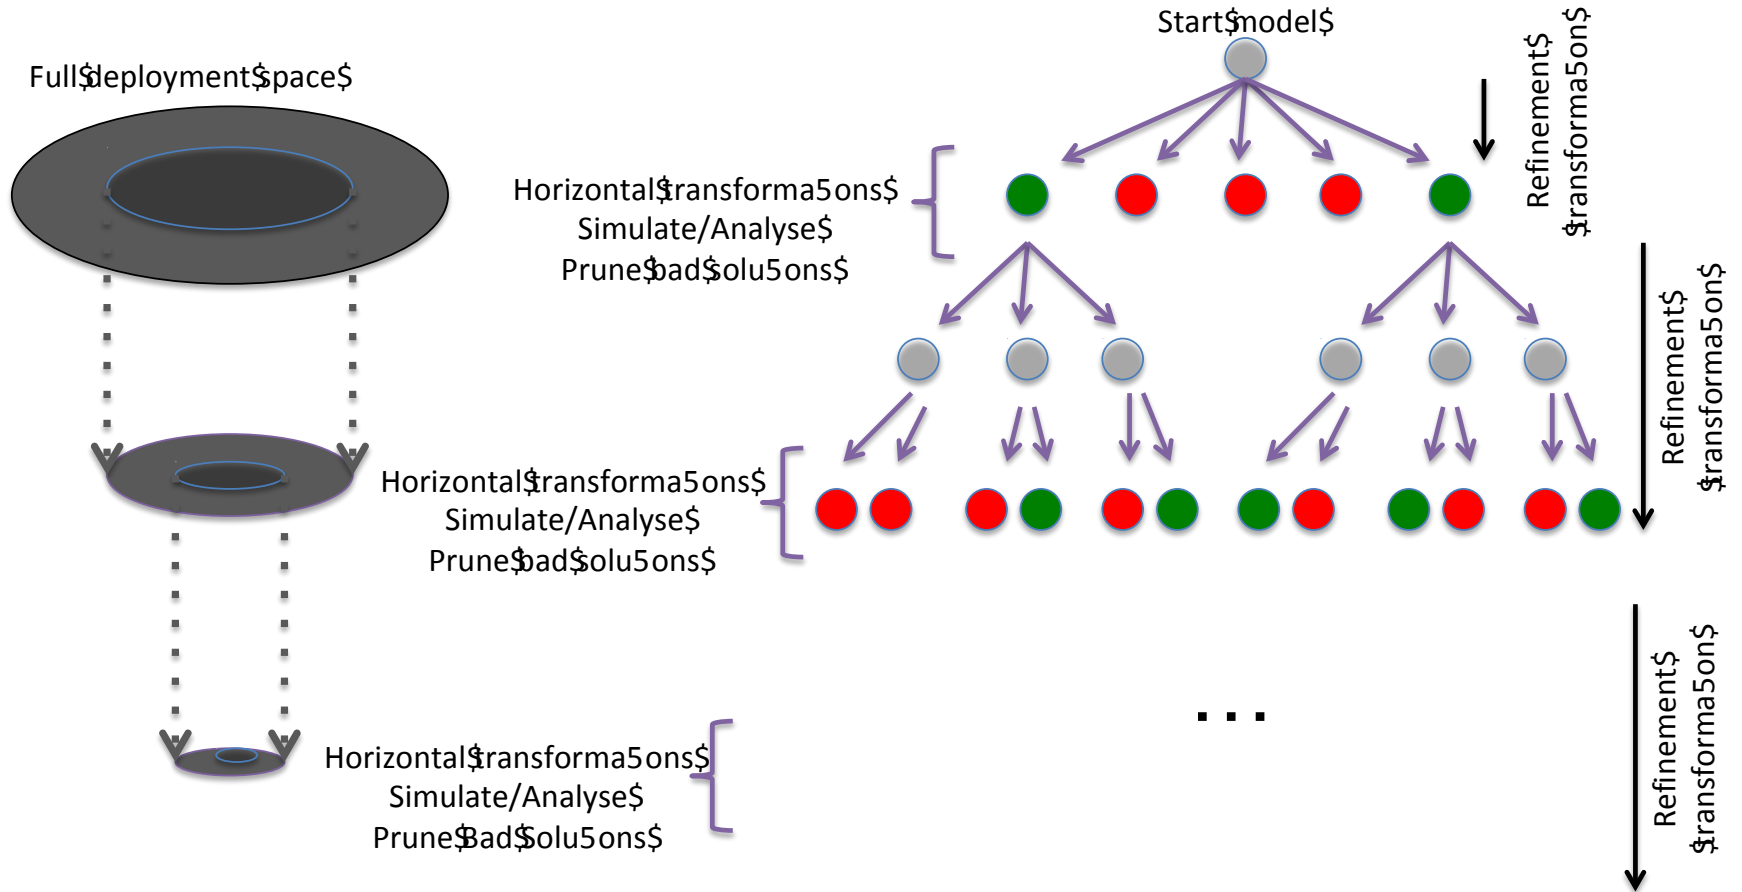 Start$model$
Full$deployment$space$
Refinement$
$transforma5on$
Horizontal$transforma5ons$
Simulate/Analyse$
Prune$bad$solu5ons$
Refinement$
$transforma5on$
Horizontal$transforma5ons$
Simulate/Analyse$
Prune$bad$solu5ons$
...
Refinement$
$transforma5on$
Horizontal$transforma5ons$
Simulate/Analyse$
Prune$Bad$Solu5ons$